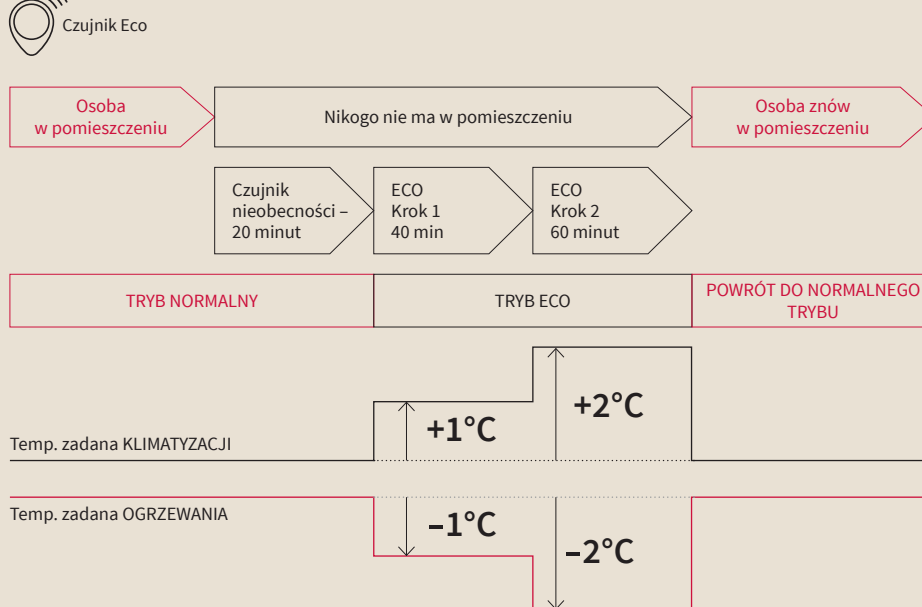 Czujnik Eco
Osoba
w pomieszczeniu
Nikogo nie ma w pomieszczeniu
Osoba znów
w pomieszczeniu
Czujnik
nieobecności –
20 minut
ECO
Krok 1
40 min
ECO
Krok 2
60 minut
TRYB NORMALNY
TRYB ECO
POWRÓT DO NORMALNEGO
TRYBU
+1°C
+2°C
Temp. zadana KLIMATYZACJI
Temp. zadana OGRZEWANIA
–1°C
–2°C